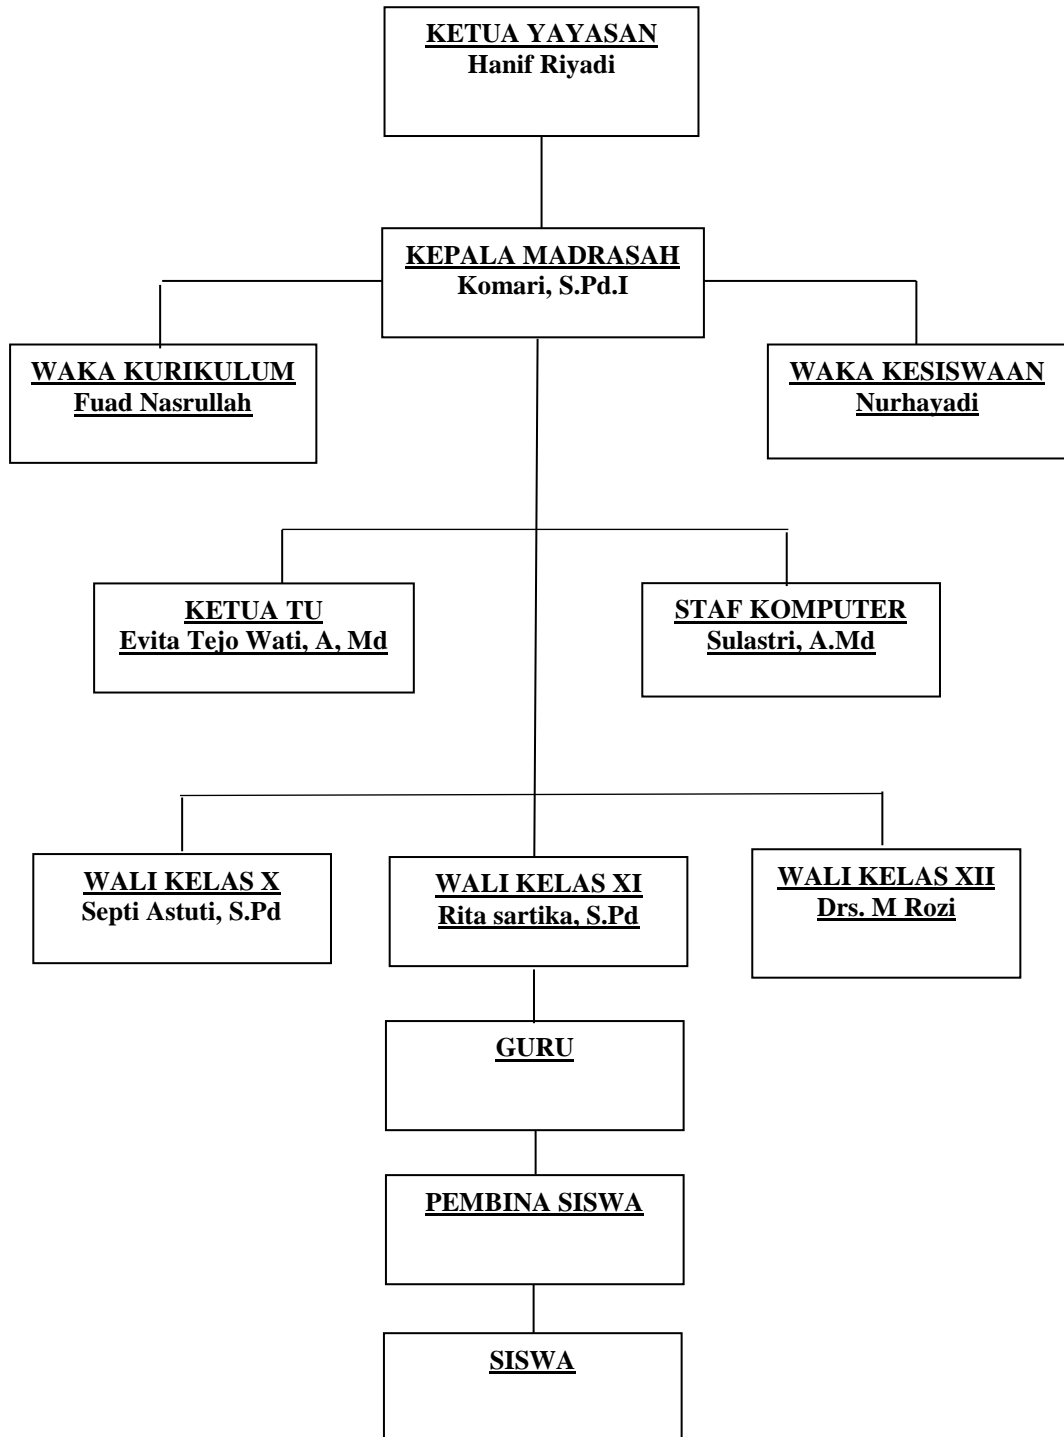 KETUA YAYASAN
Hanif Riyadi
KEPALA MADRASAH
Komari, S.Pd.I
WAKA KURIKULUM
Fuad Nasrullah
WAKA KESISWAAN
Nurhayadi
KETUA TU
Evita Tejo Wati, A, Md
STAF KOMPUTER
Sulastri, A.Md
WALI KELAS X
Septi Astuti, S.Pd
WALI KELAS XI
Rita sartika, S.Pd
WALI KELAS XII
Drs. M Rozi
GURU
PEMBINA SISWA
SISWA